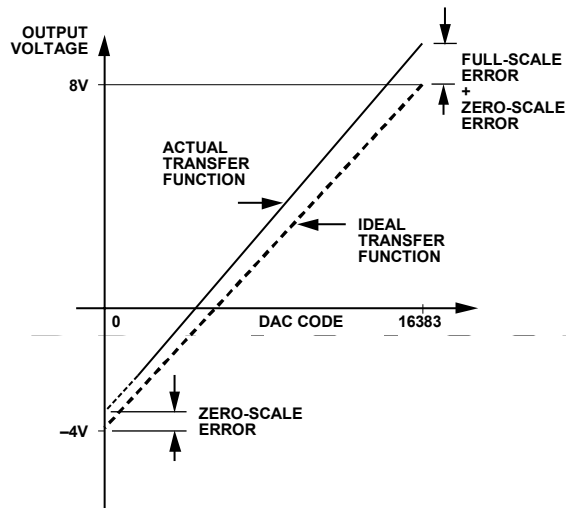 OUTPUT
VOLTAGE
8V
FULL-SCALE
ERROR
+
ZERO-SCALE
ERROR
ACTUAL
TRANSFER
FUNCTION
IDEAL
TRANSFER
FUNCTION
0
DAC CODE
16383
ZERO-SCALE
ERROR
–4V